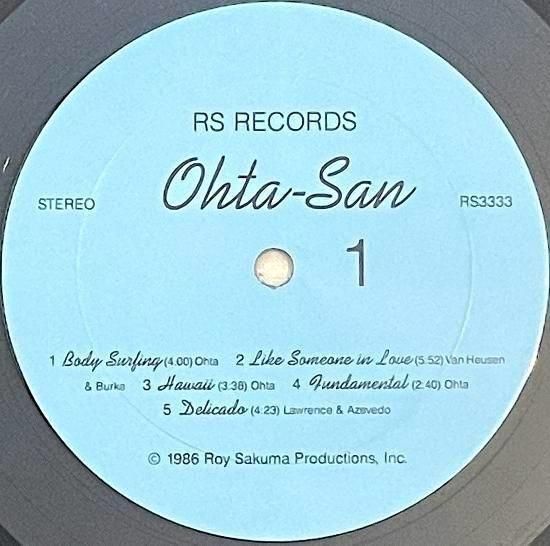 RS RECORDS
Ohta-San
STEREO
RS3333
1
1 Body Surfing (4.00) Ohta 2 Like Someone in Love (5.52) Van Heusen
& Burke 3 Hawaii (3:38) Ohta 4 Fundamental (2:40) Ohta
5 Delicado (4:23) Lawrence & Azevedo
© 1986 Roy Sakuma Productions, Inc.